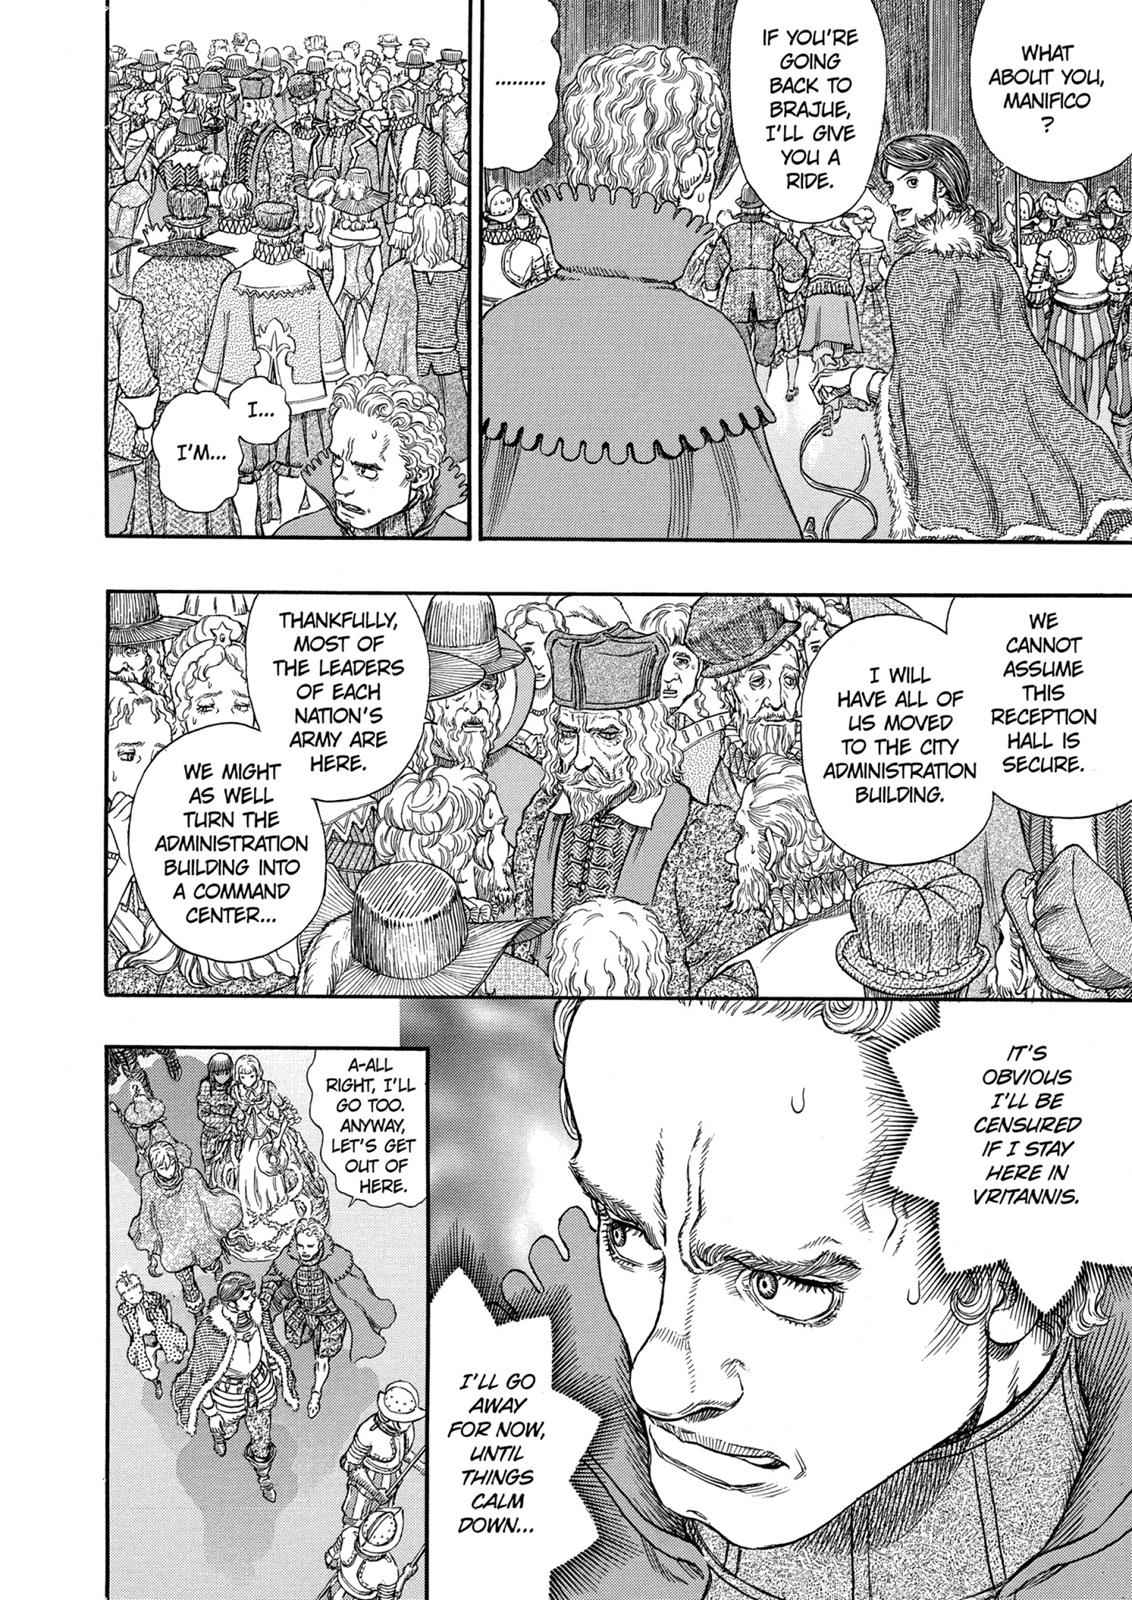 WHAT
ABOUT YOU,
MANIFICO
?
IF YOU'RE
GOING
BACK TO
BRAJUE,
I'LL GIVE
YOU A
RIDE.
..........
I...
I'M...
WE
CANNOT
ASSUME
THIS
RECEPTION
HALL IS
SECURE.
I WILL
HAVE ALL OF
US MOVED
TO THE CITY
ADMINISTRATION
BUILDING.
THANKFULLY,
MOST OF
THE LEADERS
OF EACH
NATION'S
ARMY ARE
HERE.
WE MIGHT
AS WELL
TURN THE
ADMINISTRATION
BUILDING INTO
A COMMAND
CENTER...
IT'S
OBVIOUS
I'LL BE
CENSURED
IF I STAY
HERE IN
VRITANNIS.
I'LL GO
AWAY
FOR NOW,
UNTIL
THINGS
CALM
DOWN...
A-ALL
RIGHT, I'LL
GO TOO.
ANYWAY,
LET'S GET
OUT OF
HERE.